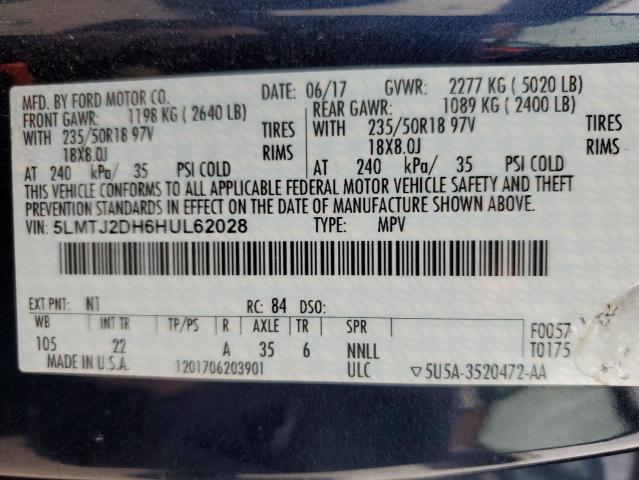 MFD. BY FORD MOTOR CO. DATE: 06/17 GVWR: 2277 KG ( 5020 LB)
FRONT GAWR: 1198 KG ( 2640 LB) REAR GAWR: 1089 KG ( 2400 LB)
WITH 235/50R18 97V TIRES WITH 235/50R18 97V TIRES
18X8.0J RIMS 18X8.0J RIMS
AT 240 kPa/ 35 PSI COLD AT 240 kPa/ 35 PSI COLD
THIS VEHICLE CONFORMS TO ALL APPLICABLE FEDERAL MOTOR VEHICLE SAFETY AND THEFT
PREVENTION STANDARDS IN EFFECT ON THE DATE OF MANUFACTURE SHOWN ABOVE.
VIN: 5LMTJ2DH6HUL62028 TYPE: MPV
EXT PNT: N1 RC: 84 DSO:
WB INT TR TP/PS R AXLE TR SPR F0057
105 22 A 35 6 NNLL T0175
MADE IN U.S.A. 1201706203901 ULC ▽5U5A-3520472-AA